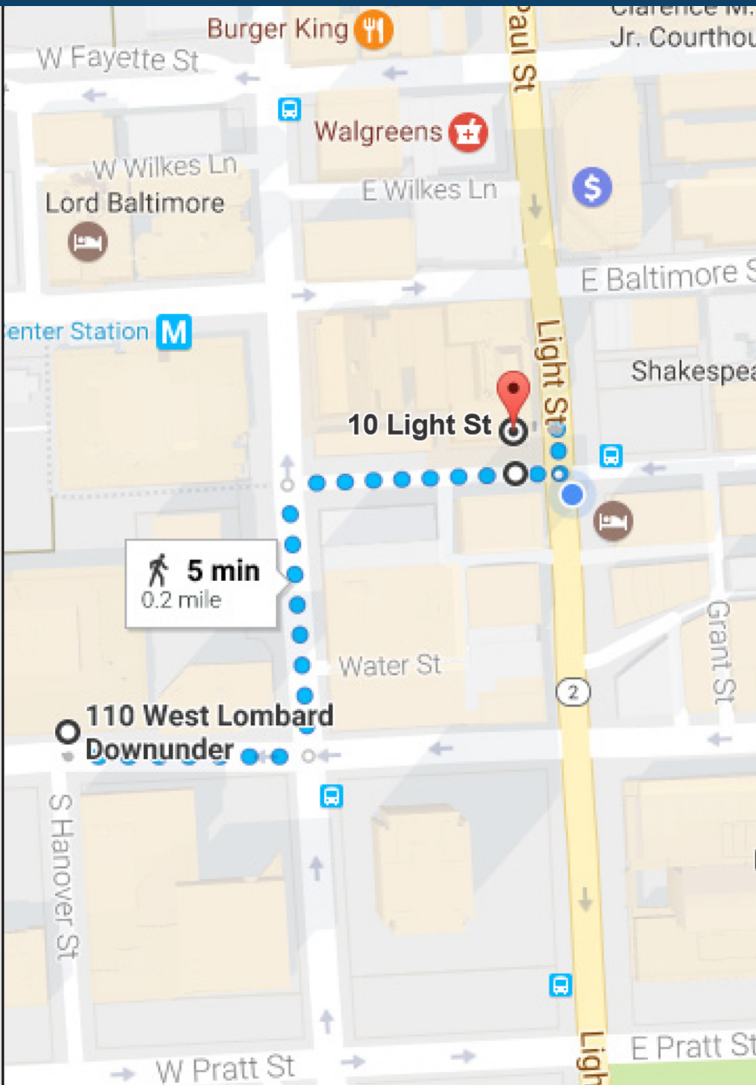 Clarence M.
Burger King
Jr. Courthou
W Fayette St
Paul St
Walgreens
W Wilkes Ln
E Wilkes Ln
$
Lord Baltimore
E Baltimore S
enter Station M
Light St
Shakespea
10 Light St
5 min
0.2 mile
Grant St
Water St
2
110 West Lombard
Downunder
S Hanover St
Ligh
E Pratt St
W Pratt St